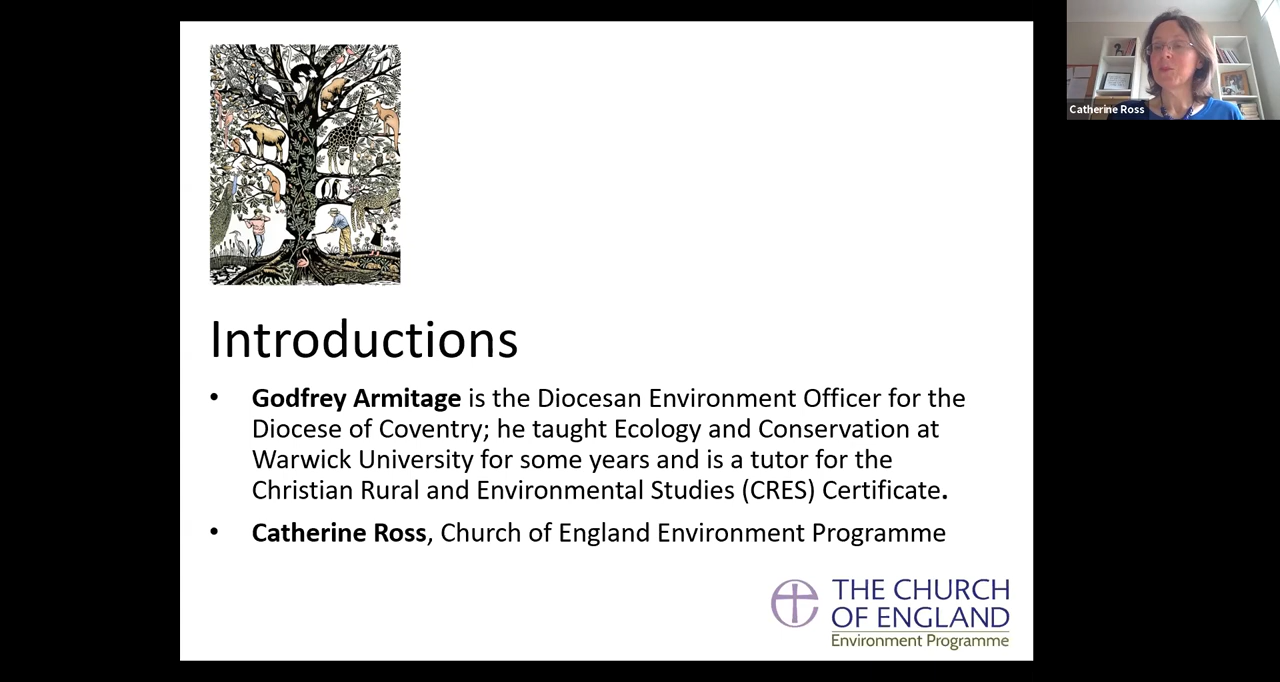 Catherine Ross
Introductions
• Godfrey Armitage is the Diocesan Environment Officer for the
Diocese of Coventry; he taught Ecology and Conservation at
Warwick University for some years and is a tutor for the
Christian Rural and Environmental Studies (CRES) Certificate.
• Catherine Ross, Church of England Environment Programme
THE CHURCH
OF ENGLAND
Environment Programme